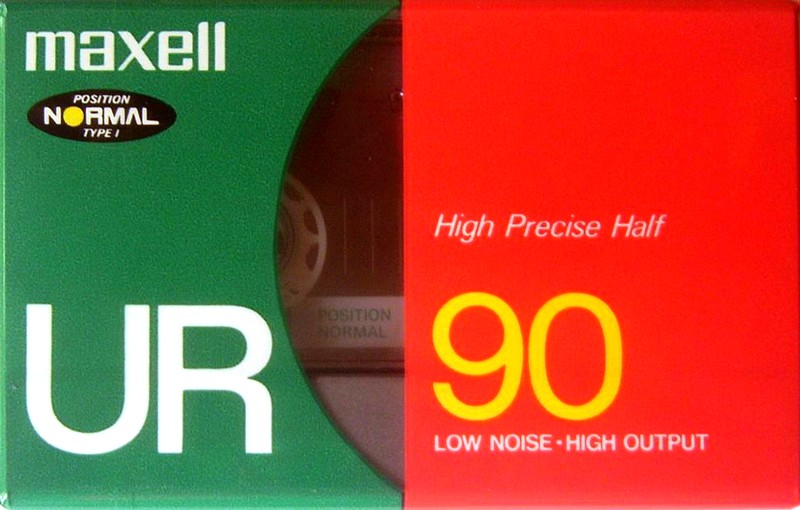 maxell
POSITION
NORMAL
TYPE I
High Precise Half
POSITION
NORMAL
UR
90
LOW NOISE·HIGH OUTPUT